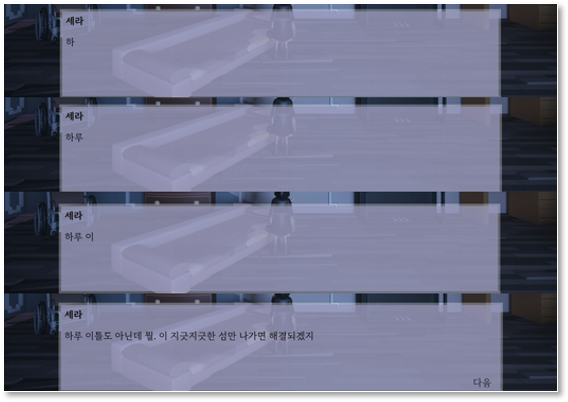 세라
하
세라
하루
세라
하루 이
세라
하루 이틀도 아닌데 뭘. 이 지긋지긋한 섬만 나가면 해결되겠지
다음